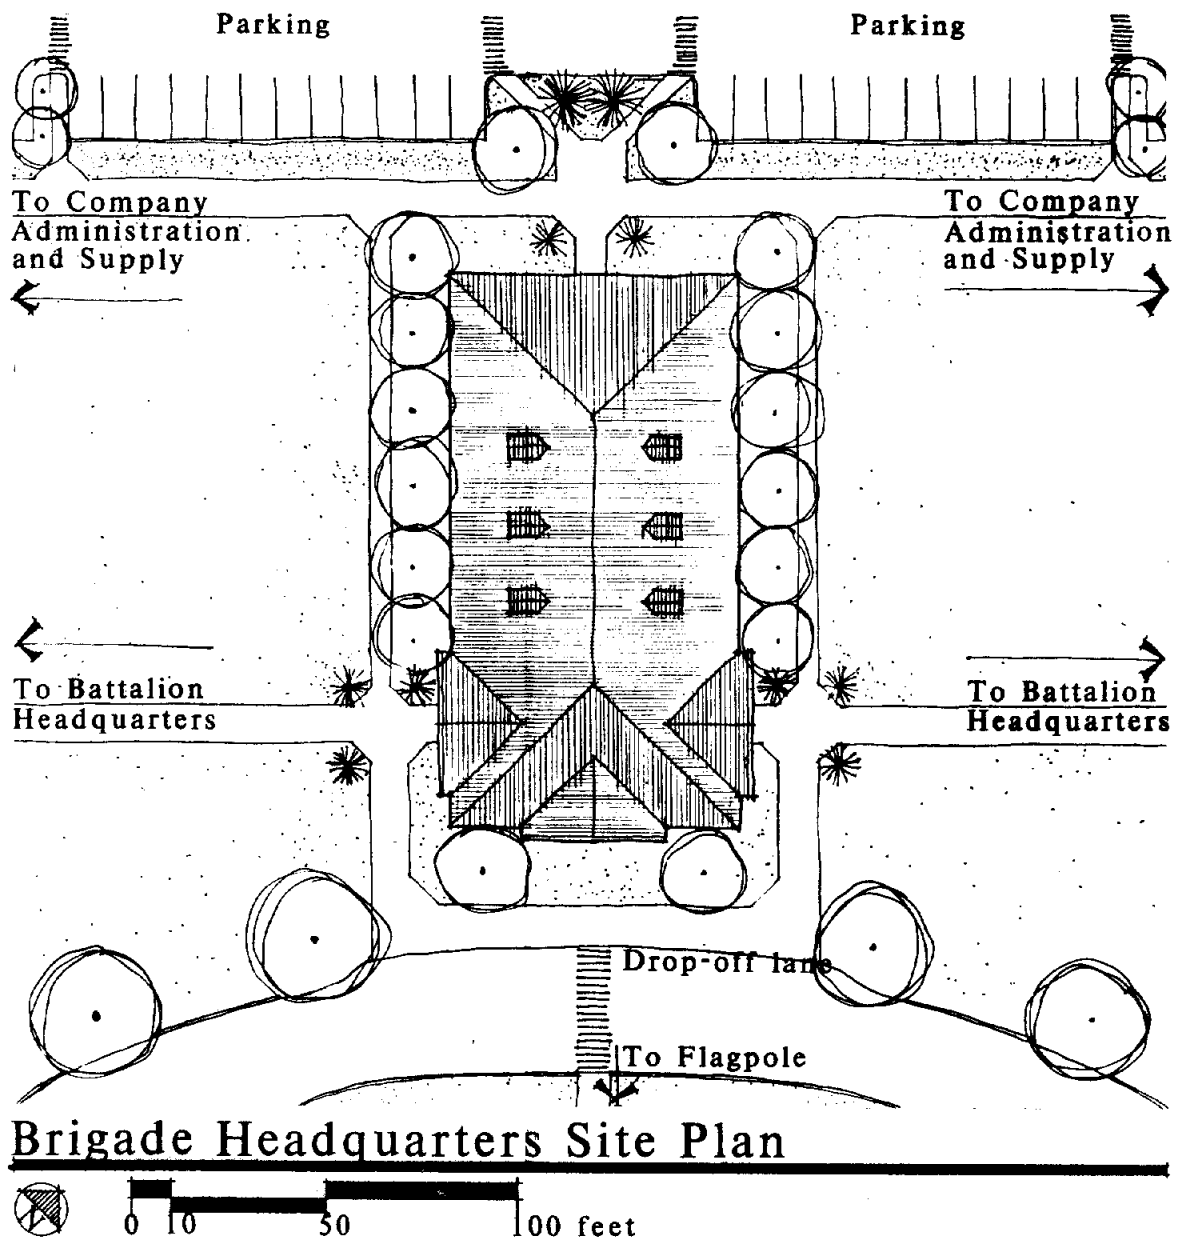 Parking
Parking
To Company
Administration
and Supply
To Company
Administration
and Supply
To Battalion
Headquarters
To Battalion
Headquarters
Drop-off lane
To Flagpole
Brigade Headquarters Site Plan
0 10 50 100 feet